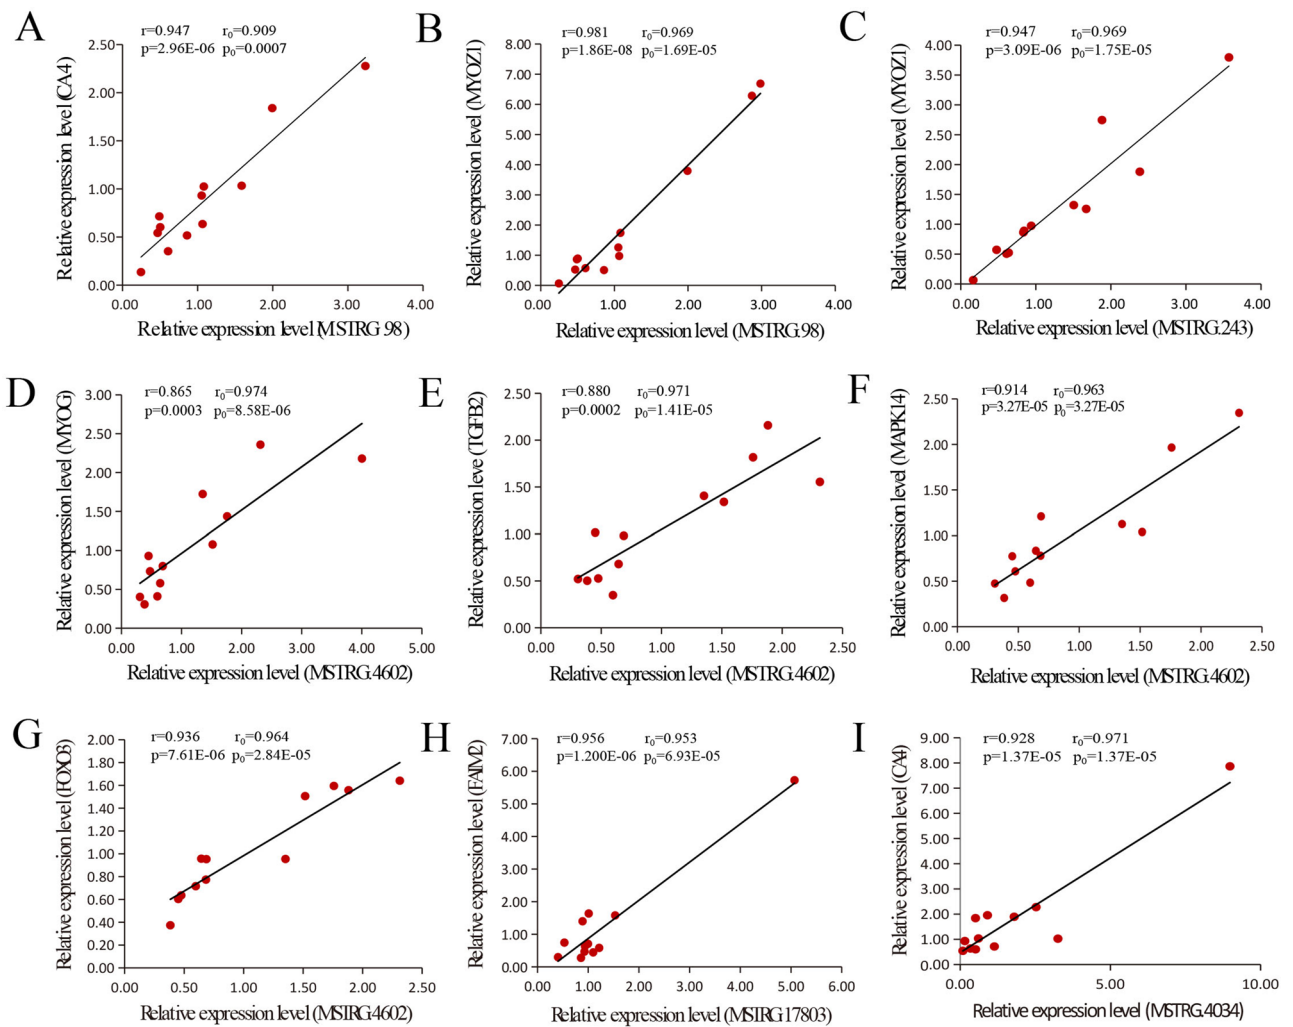 A
r=0.947 r0=0.909
p=2.96E-06 p0=0.0007
Relative expression level (CA4)
2.50
2.00
1.50
1.00
0.50
0.00
0.00 1.00 2.00 3.00 4.00
Relative expression level (MSTRG.98)
B
r=0.981 r0=0.969
p=1.86E-08 p0=1.69E-05
Relative expression level (MYOZ1)
8.00
7.00
6.00
5.00
4.00
3.00
2.00
1.00
0.00
0.00 1.00 2.00 3.00 4.00
Relative expression level (MSTRG.98)
C
r=0.947 r0=0.969
p=3.09E-06 p0=1.75E-05
Relative expression level (MYOZ1)
4.00
3.50
3.00
2.50
2.00
1.50
1.00
0.50
0.00
0.00 1.00 2.00 3.00 4.00
Relative expression level (MSTRG.243)
D
r=0.865 r0=0.974
p=0.0003 p0=8.58E-06
Relative expression level (MYOG)
3.00
2.50
2.00
1.50
1.00
0.50
0.00
0.00 1.00 2.00 3.00 4.00 5.00
Relative expression level (MSTRG.4602)
E
r=0.880 r0=0.971
p=0.0002 p0=1.41E-05
Relative expression leve (TGFB2)
2.50
2.00
1.50
1.00
0.50
0.00
0.00 0.50 1.00 1.50 2.00 2.50
Relative expression level (MSTRG.4602)
F
r=0.914 r0=0.963
p=3.27E-05 p0=3.27E-05
Relative expression level (MAPK14)
2.50
2.00
1.50
1.00
0.50
0.00
0.00 0.50 1.00 1.50 2.00 2.50
Relative expression level (MSTRG.4602)
G
r=0.936 r0=0.964
p=7.61E-06 p0=2.84E-05
Relative expression level (FOXO3)
2.00
1.80
1.60
1.40
1.20
1.00
0.80
0.60
0.40
0.20
0.00
0.00 0.50 1.00 1.50 2.00 2.50
Relative expression level (MSIRG.4602)
H
r=0.956 r0=0.953
p=1.200E-06 p0=6.93E-05
Relative expression level (FAIM2)
7.00
6.00
5.00
4.00
3.00
2.00
1.00
0.00
0.00 1.00 2.00 3.00 4.00 5.00 6.00
Relative expression level (MSIRG.17803)
I
r=0.928 r0=0.971
p=1.37E-05 p0=1.37E-05
Relative expression level (CA4)
9.00
8.00
7.00
6.00
5.00
4.00
3.00
2.00
1.00
0.00
0.00 5.00 10.00
Relative expression level (MSTRG.4034)